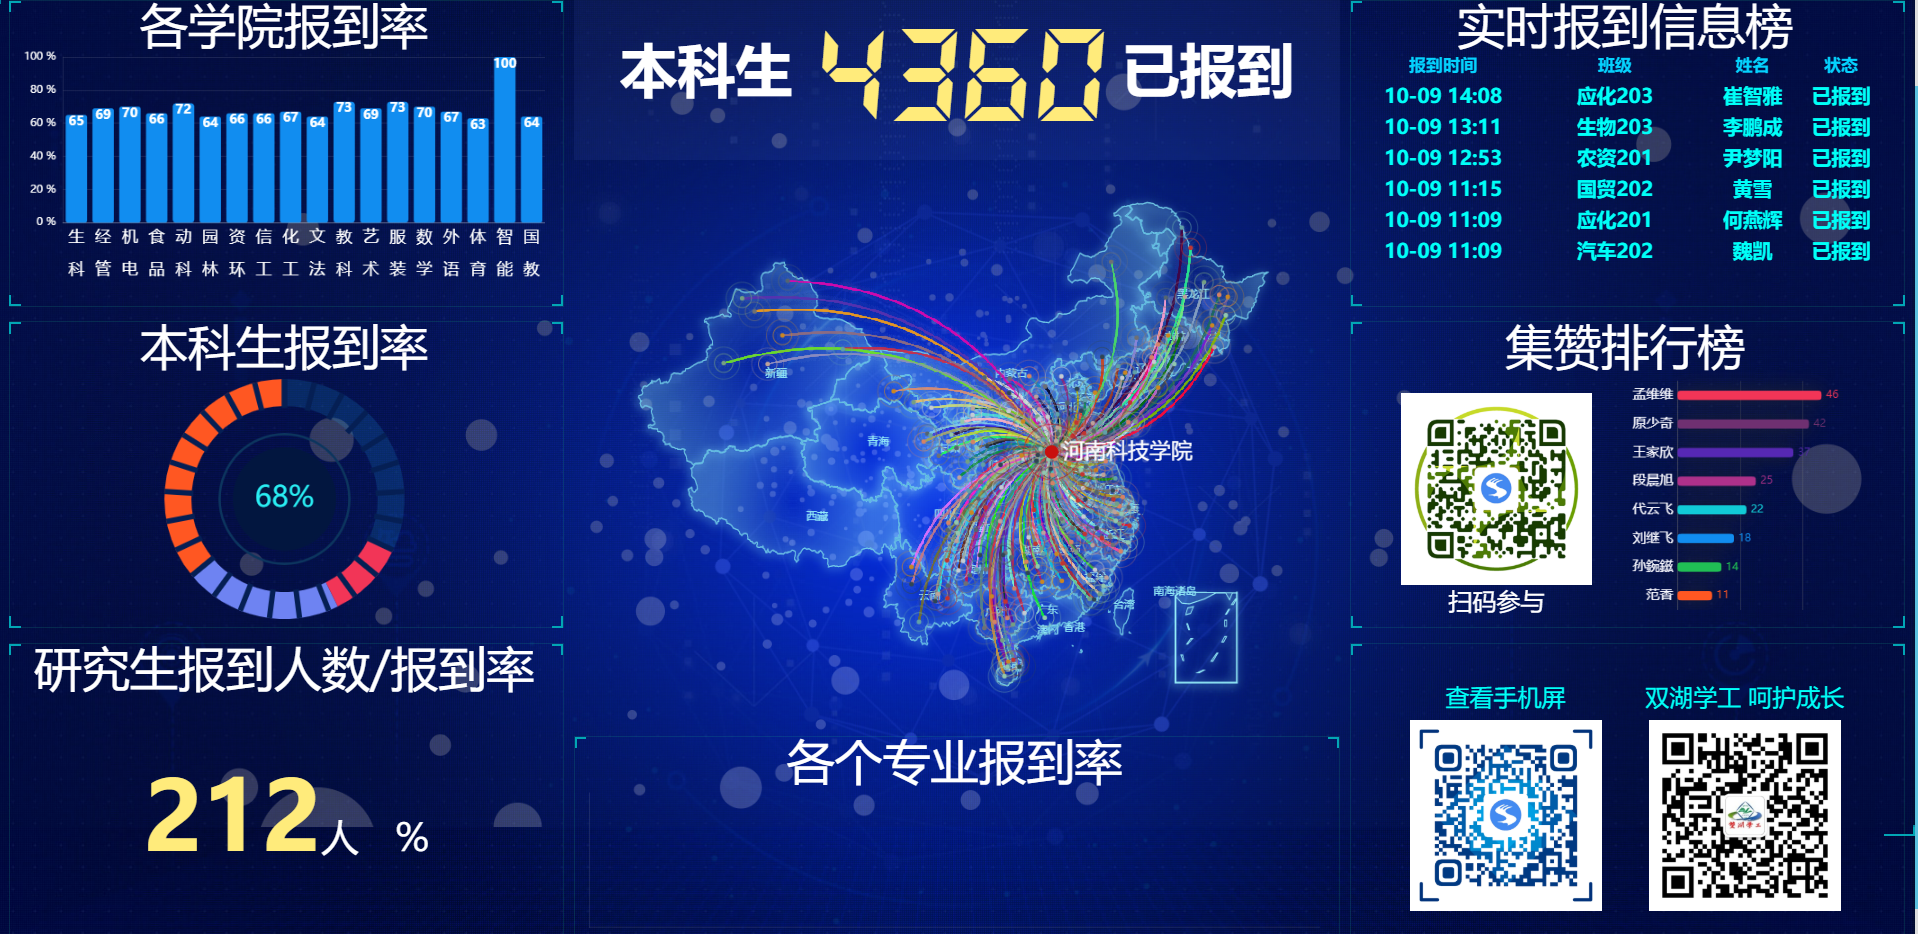 各学院报到率
100 %
80 %
60 %
40 %
20 %
0 %
65 69 70 66 72 64 66 66 67 64 73 69 73 70 67 63 100 64
生科 经管 机电 食品 动科 园林 资环 信工 化工 文法 教科 艺术 服装 数学 外语 体育 智能 国教
本科生报到率
68%
研究生报到人数/报到率
212人 %
本科生 4360 已报到
黑龙江
新疆
内蒙古
青海
河南科技学院
西藏
云南
广东
台湾
香港
南海诸岛
各个专业报到率
实时报到信息榜
报到时间 班级 姓名 状态
10-09 14:08 应化203 崔智雅 已报到
10-09 13:11 生物203 李鹏成 已报到
10-09 12:53 农资201 尹梦阳 已报到
10-09 11:15 国贸202 黄雪 已报到
10-09 11:09 应化201 何燕辉 已报到
10-09 11:09 汽车202 魏凯 已报到
集赞排行榜
扫码参与
孟维维 46
原少奇 42
王家欣
段晨旭 25
代云飞 22
刘继飞 18
14
范香 11
查看手机屏
双湖学工 呵护成长